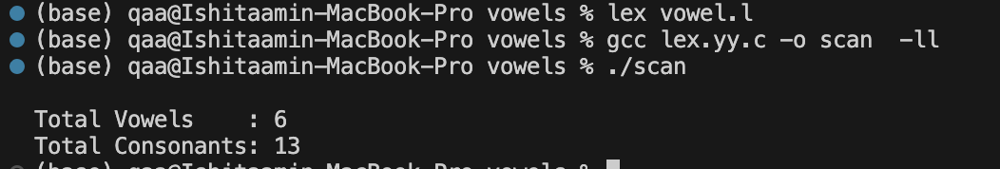 (base) qaa@Ishitaamin-MacBook-Pro vowels % lex vowel.l
(base) qaa@Ishitaamin-MacBook-Pro vowels % gcc lex.yy.c -o scan  -ll
(base) qaa@Ishitaamin-MacBook-Pro vowels % ./scan
Total Vowels    : 6
Total Consonants: 13
(base) qaa@Ishitaamin-MacBook-Pro vowels %